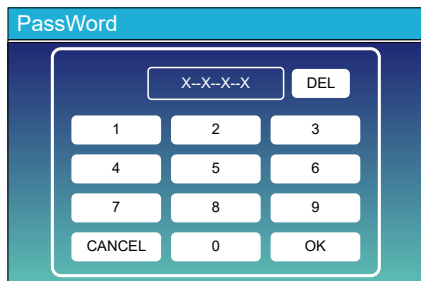 PassWord
X--X--X--X DEL
1 2 3
4 5 6
7 8 9
CANCEL 0 OK